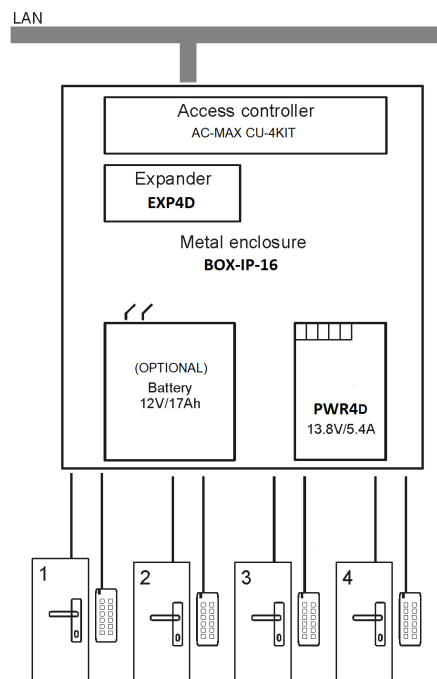 LAN
Access controller
AC-MAX CU-4KIT
Expander
EXP4D
Metal enclosure
BOX-IP-16
(OPTIONAL)
Battery
12V/17Ah
PWR4D
13.8V/5.4A
1
2
3
4